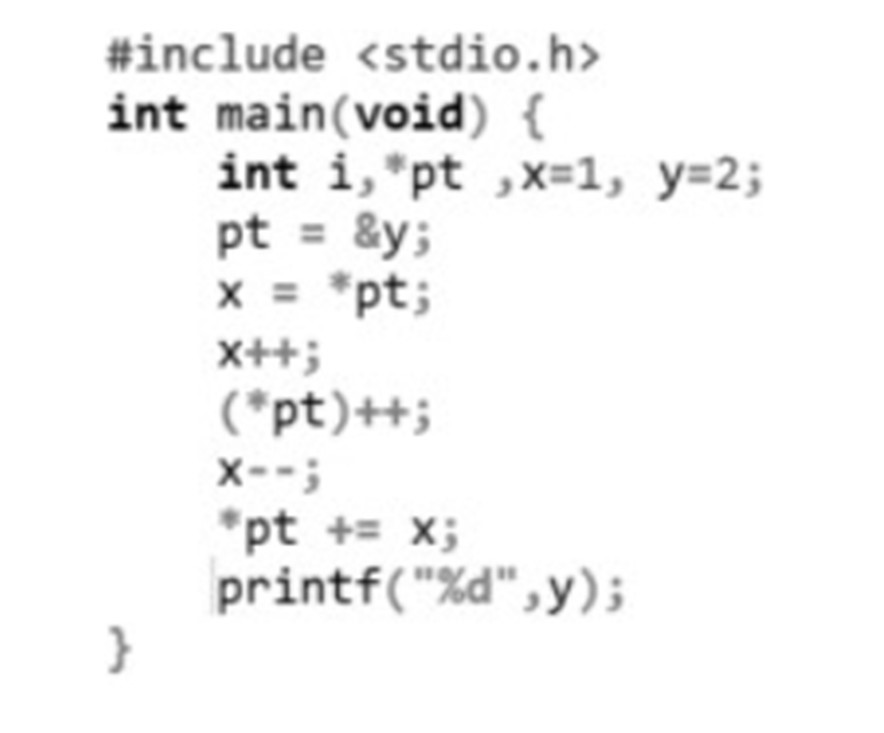 #include <stdio.h>
int main(void) {
int i,*pt ,x=1, y=2;
pt = &y;
x = *pt;
x++;
(*pt)++;
x--;
*pt += x;
printf("%d",y);
}